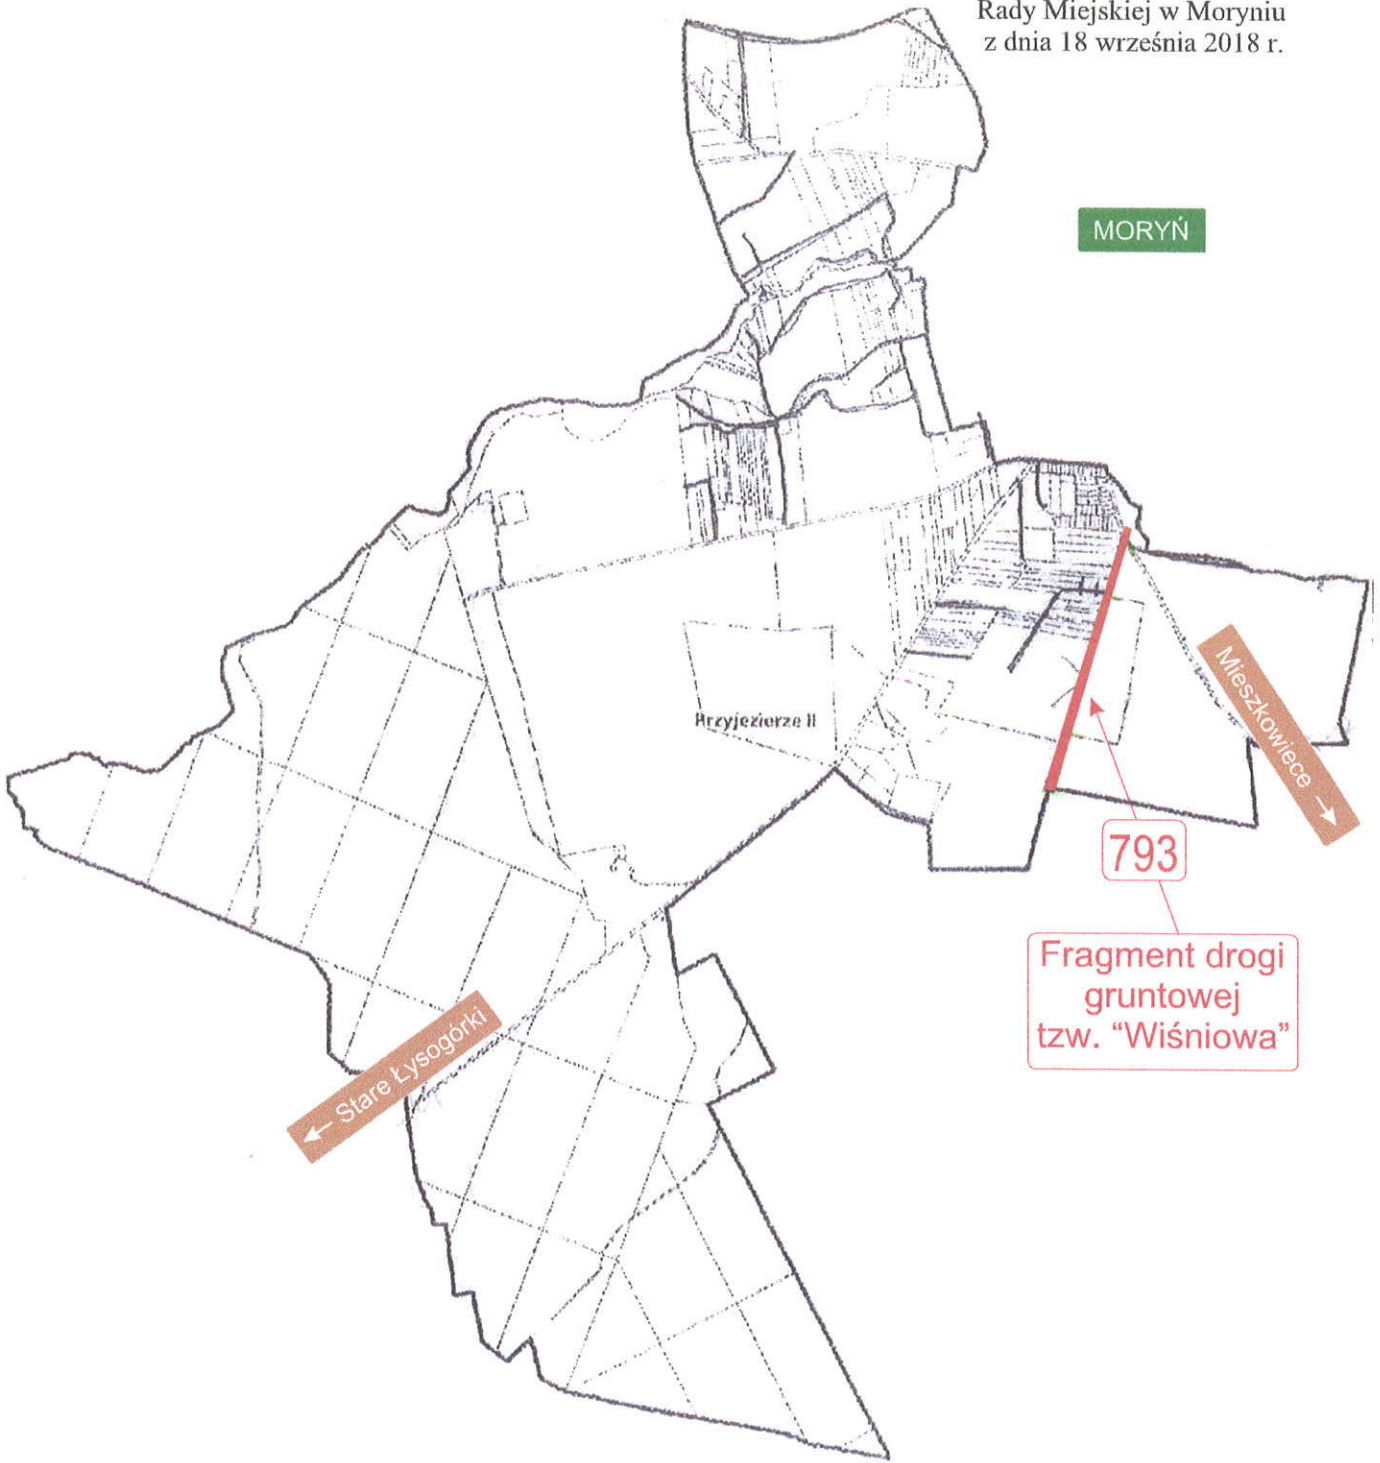 Rady Miejskiej w Moryniu
z dnia 18 września 2018 r.
MORYŃ
Mieszkowiece →
Przyjezierze II
793
Fragment drogi
gruntowej
tzw. “Wiśniowa”
← Stare Łysogórki